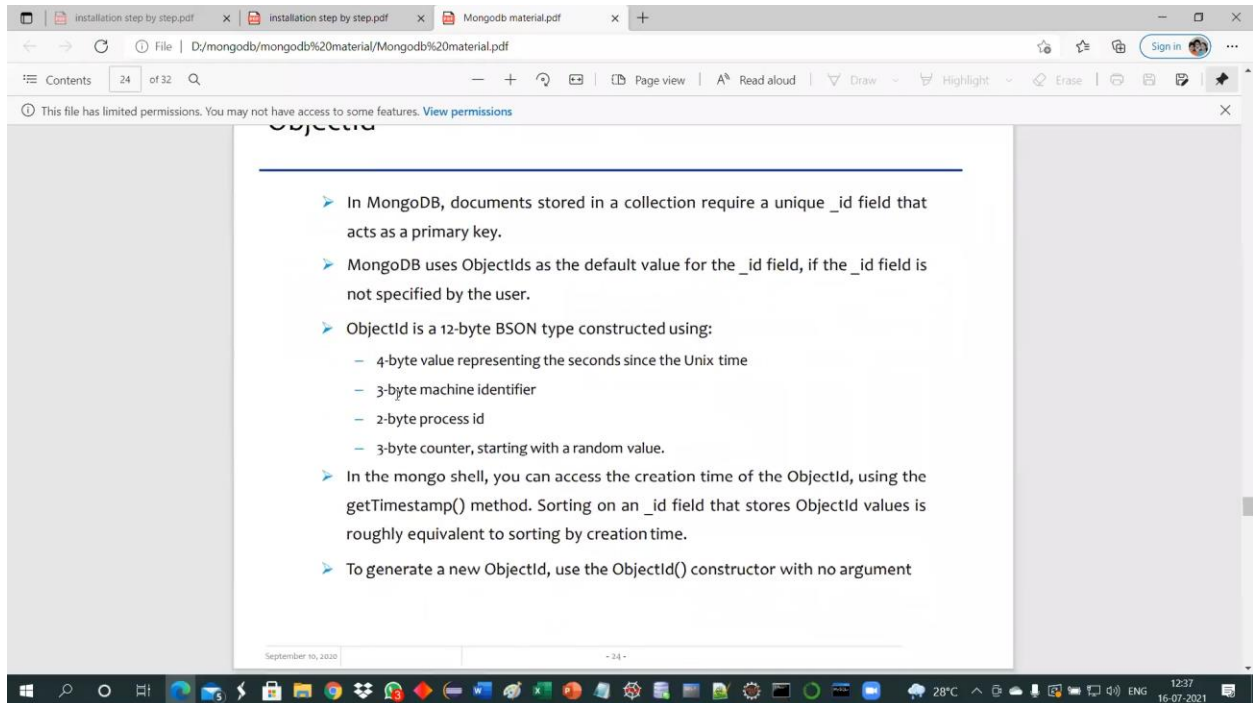 installation step by step.pdf
installation step by step.pdf
Mongodb material.pdf
File | D:/mongodb/mongodb%20material/Mongodb%20material.pdf
Sign in
Contents 24 of 32 Page view Read aloud Draw Highlight Erase
This file has limited permissions. You may not have access to some features. View permissions
ObjectId
➢ In MongoDB, documents stored in a collection require a unique _id field that
acts as a primary key.
➢ MongoDB uses ObjectIds as the default value for the _id field, if the _id field is
not specified by the user.
➢ ObjectId is a 12-byte BSON type constructed using:
– 4-byte value representing the seconds since the Unix time
– 3-byte machine identifier
– 2-byte process id
– 3-byte counter, starting with a random value.
➢ In the mongo shell, you can access the creation time of the ObjectId, using the
getTimestamp() method. Sorting on an _id field that stores ObjectId values is
roughly equivalent to sorting by creation time.
➢ To generate a new ObjectId, use the ObjectId() constructor with no argument
September 10, 2020
- 24 -
28°C ENG 12:37
16-07-2021